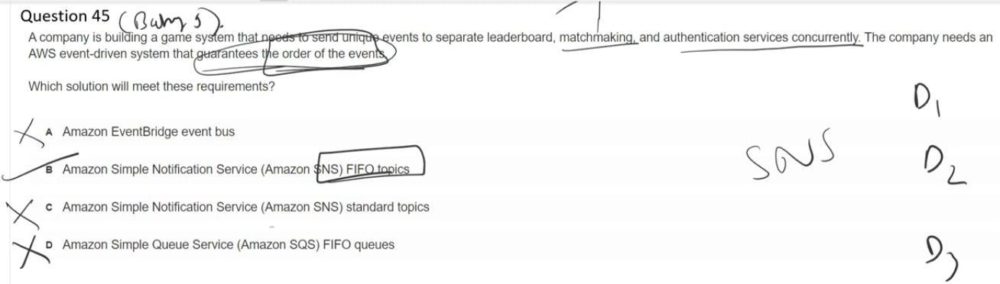 Question 45
A company is building a game system that needs to send unique events to separate leaderboard, matchmaking, and authentication services concurrently. The company needs an
AWS event-driven system that guarantees the order of the events.
Which solution will meet these requirements?
A Amazon EventBridge event bus
B Amazon Simple Notification Service (Amazon SNS) FIFO topics
C Amazon Simple Notification Service (Amazon SNS) standard topics
D Amazon Simple Queue Service (Amazon SQS) FIFO queues
SNS
D1
D2
D3